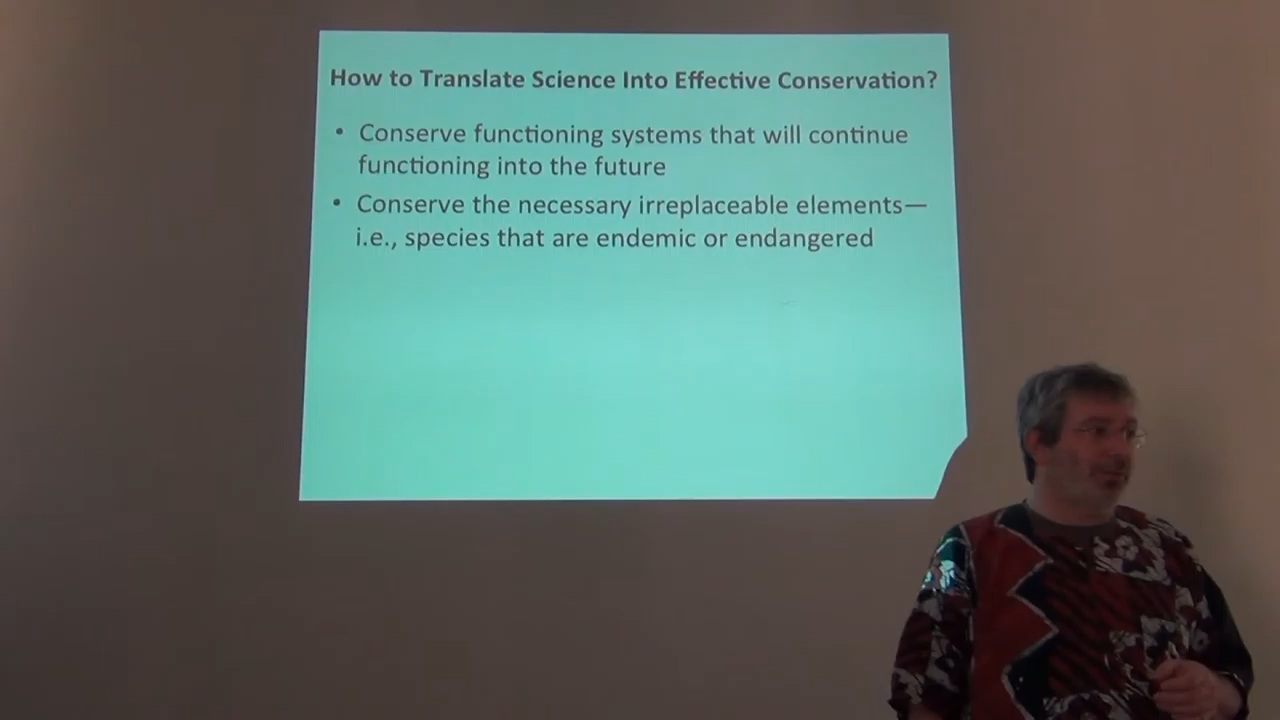 How to Translate Science Into Effective Conservation?
• Conserve functioning systems that will continue
functioning into the future
• Conserve the necessary irreplaceable elements—
i.e., species that are endemic or endangered